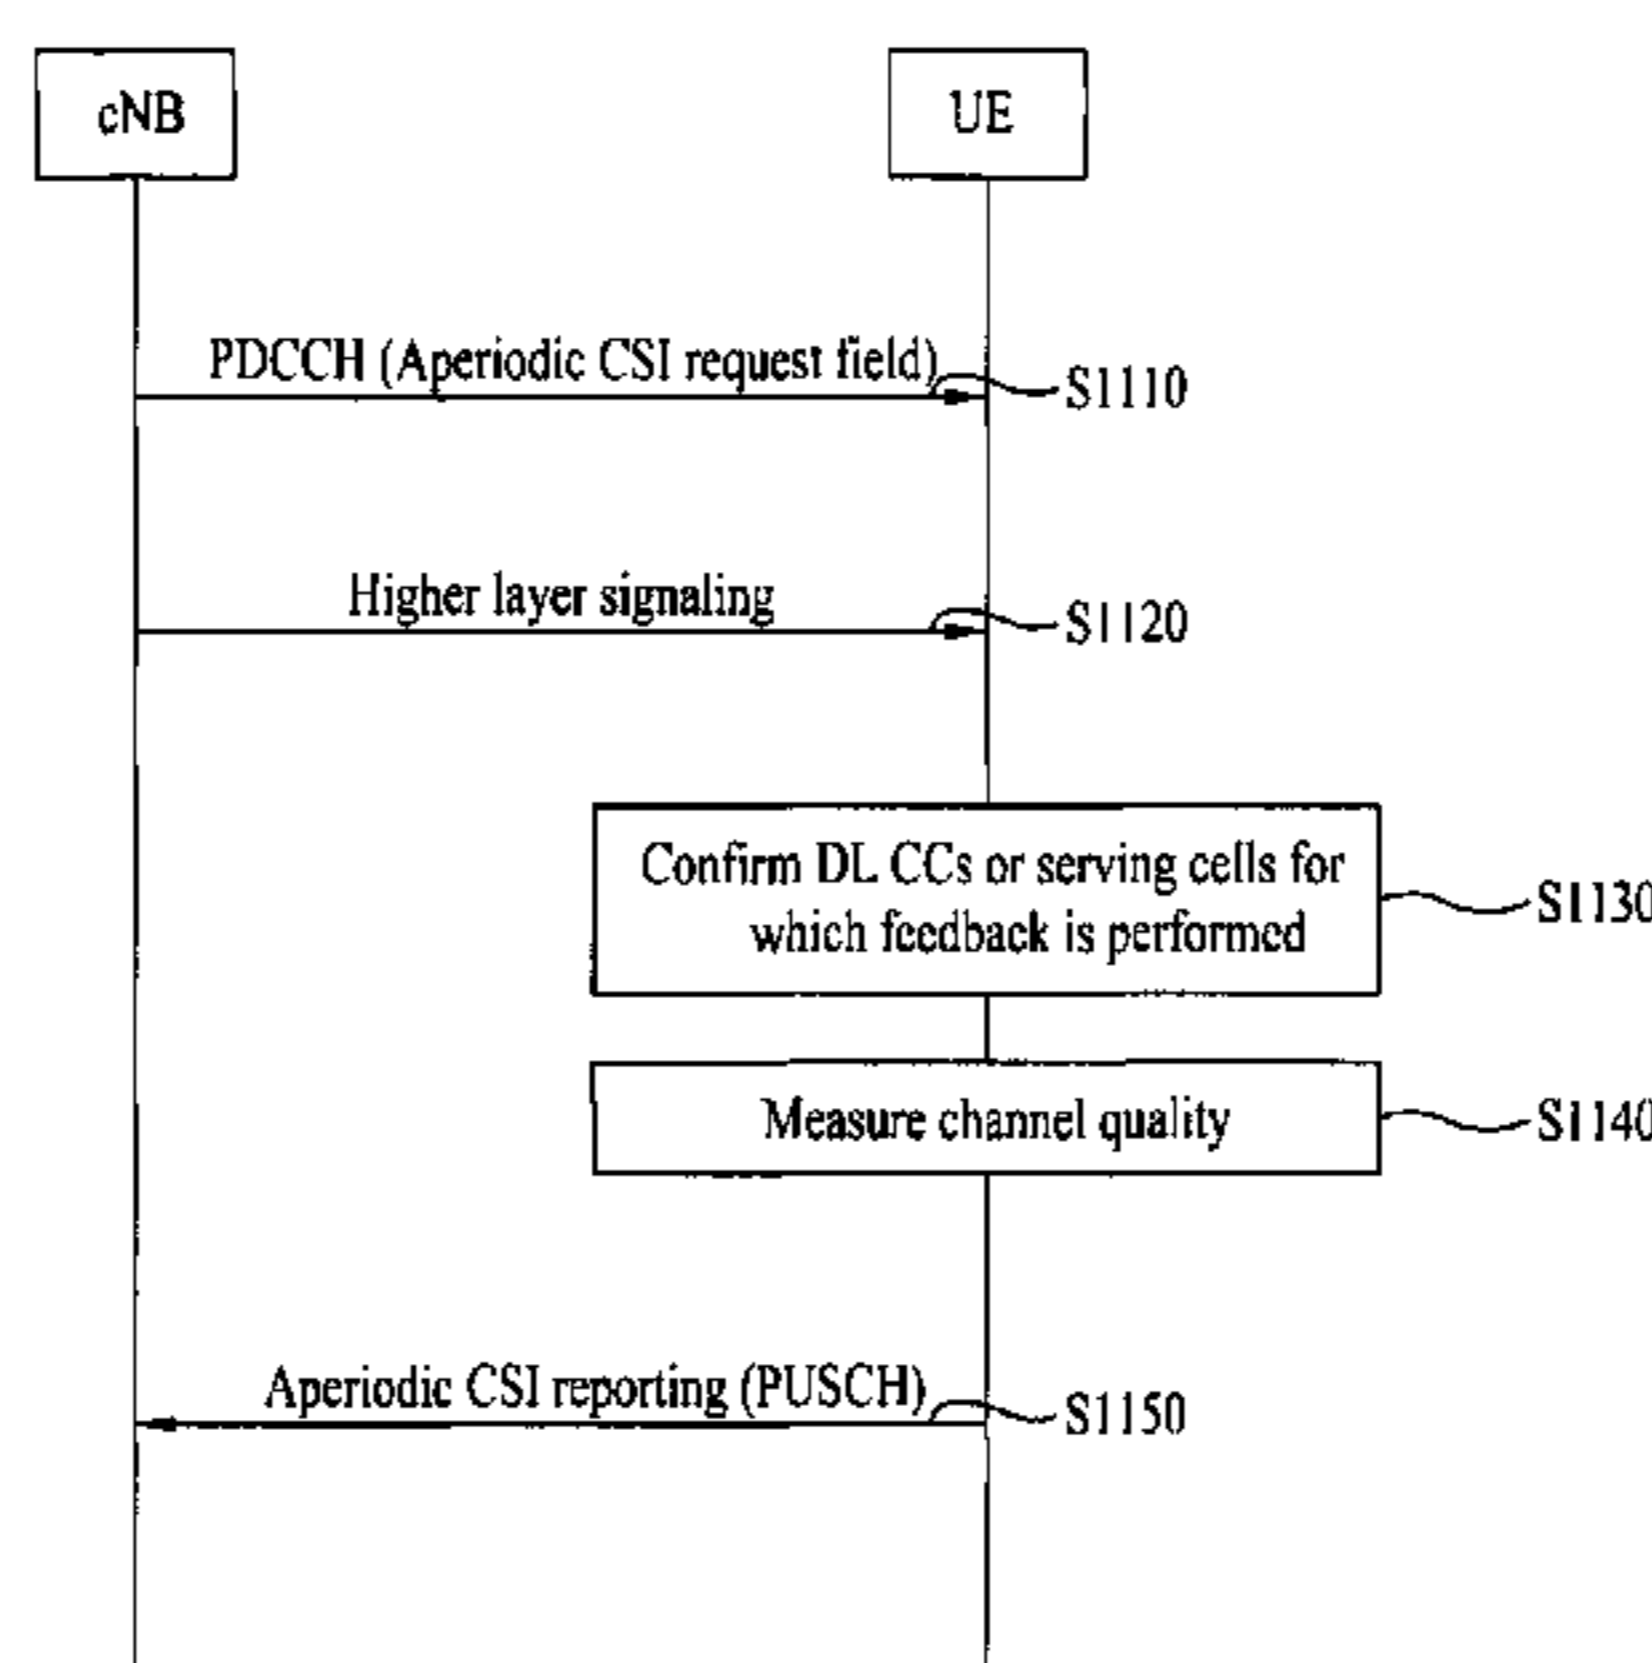 eNB
UE
PDCCH (Aperiodic CSI request field)
S1110
Higher layer signaling
S1120
Confirm DL CCs or serving cells for
which feedback is performed
S1130
Measure channel quality
S1140
Aperiodic CSI reporting (PUSCH)
S1150